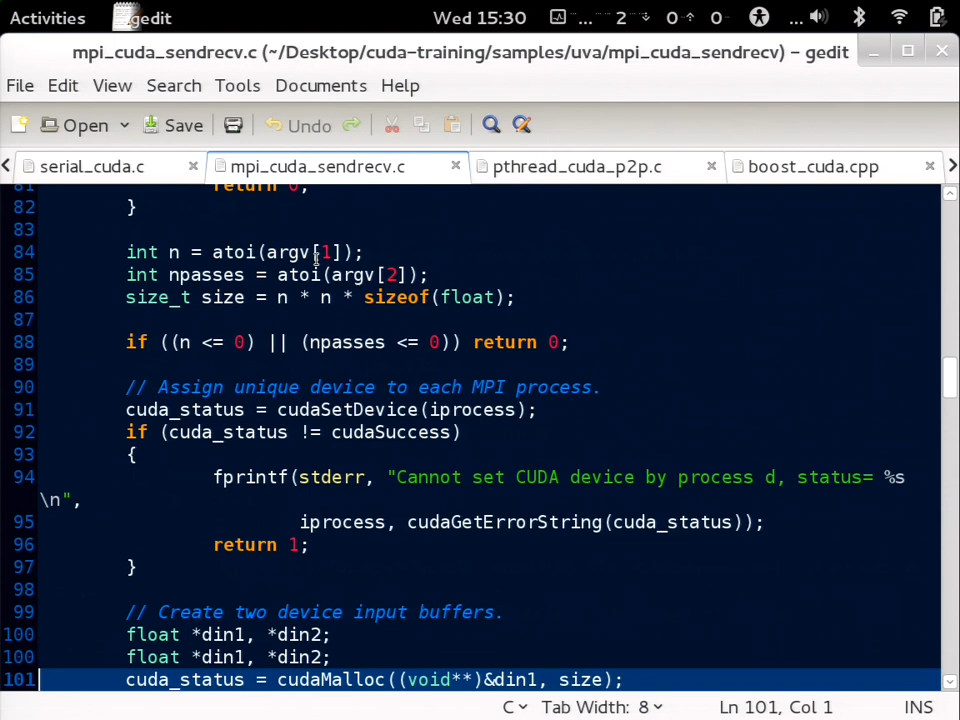 Activities gedit Wed 15:30 ... 2 0 0 ...
mpi_cuda_sendrecv.c (~/Desktop/cuda-training/samples/uva/mpi_cuda_sendrecv) – gedit
File Edit View Search Tools Documents Help
Open Save Undo
serial_cuda.c mpi_cuda_sendrecv.c pthread_cuda_p2p.c boost_cuda.cpp
81 return 0;
82 }
83
84 int n = atoi(argv[1]);
85 int npasses = atoi(argv[2]);
86 size_t size = n * n * sizeof(float);
87
88 if ((n <= 0) || (npasses <= 0)) return 0;
89
90 // Assign unique device to each MPI process.
91 cuda_status = cudaSetDevice(iprocess);
92 if (cuda_status != cudaSuccess)
93 {
94 fprintf(stderr, "Cannot set CUDA device by process d, status= %s
\n",
95 iprocess, cudaGetErrorString(cuda_status));
96 return 1;
97 }
98
99 // Create two device input buffers.
100 float *din1, *din2;
100 float *din1, *din2;
101 cuda_status = cudaMalloc((void**)&din1, size);
C Tab Width: 8 Ln 101, Col 1 INS